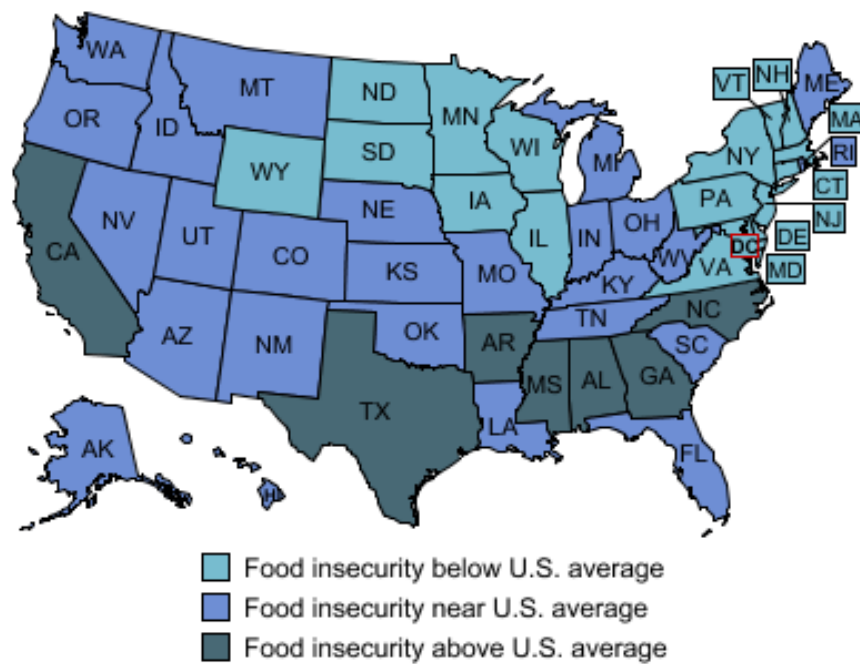 WA
MT
ND
MN
VT
NH
ME
MA
OR
ID
SD
WI
MI
NY
RI
WY
CT
PA
NJ
IA
NE
NV
UT
CO
IL
IN
OH
DC
DE
MD
CA
KS
MO
WV
VA
KY
AZ
NM
OK
TN
NC
AR
SC
TX
MS
AL
GA
LA
FL
AK
HI
Food insecurity below U.S. average
Food insecurity near U.S. average
Food insecurity above U.S. average